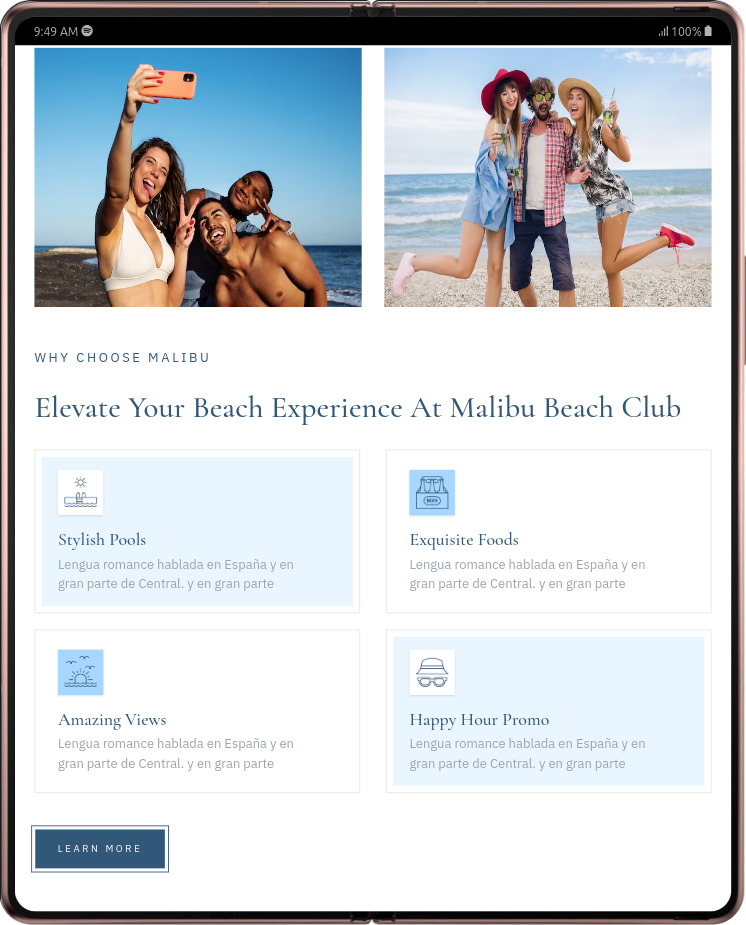 9:49 AM
100%
WHY CHOOSE MALIBU
Elevate Your Beach Experience At Malibu Beach Club
Stylish Pools
Lengua romance hablada en España y en
gran parte de Central. y en gran parte
BEER
Exquisite Foods
Lengua romance hablada en España y en
gran parte de Central. y en gran parte
Amazing Views
Lengua romance hablada en España y en
gran parte de Central. y en gran parte
Happy Hour Promo
Lengua romance hablada en España y en
gran parte de Central. y en gran parte
LEARN MORE